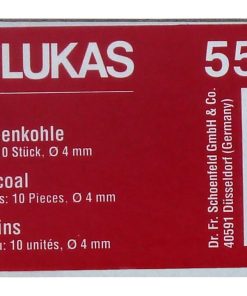 LUKAS
55
enkohle
0 Stück, Ø 4 mm
coal
s: 10 Pieces, Ø 4 mm
ins
u: 10 unités, Ø 4 mm
Dr. Fr. Schoenfeld GmbH & Co.
40591 Düsseldorf (Germany)